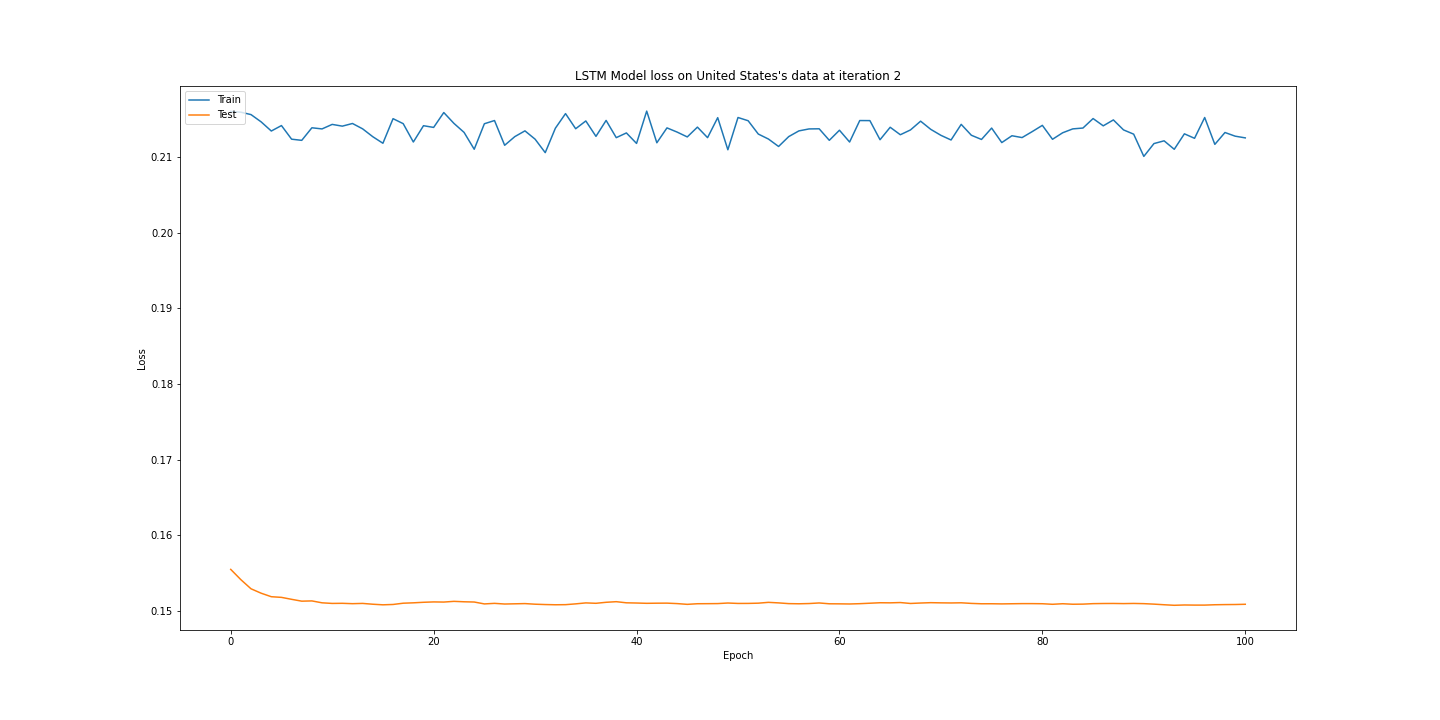 LSTM Model loss on United States's data at iteration 2
Train
Test
0.21
0.20
0.19
0.18
0.17
0.16
0.15
Loss
0
20
40
60
80
100
Epoch